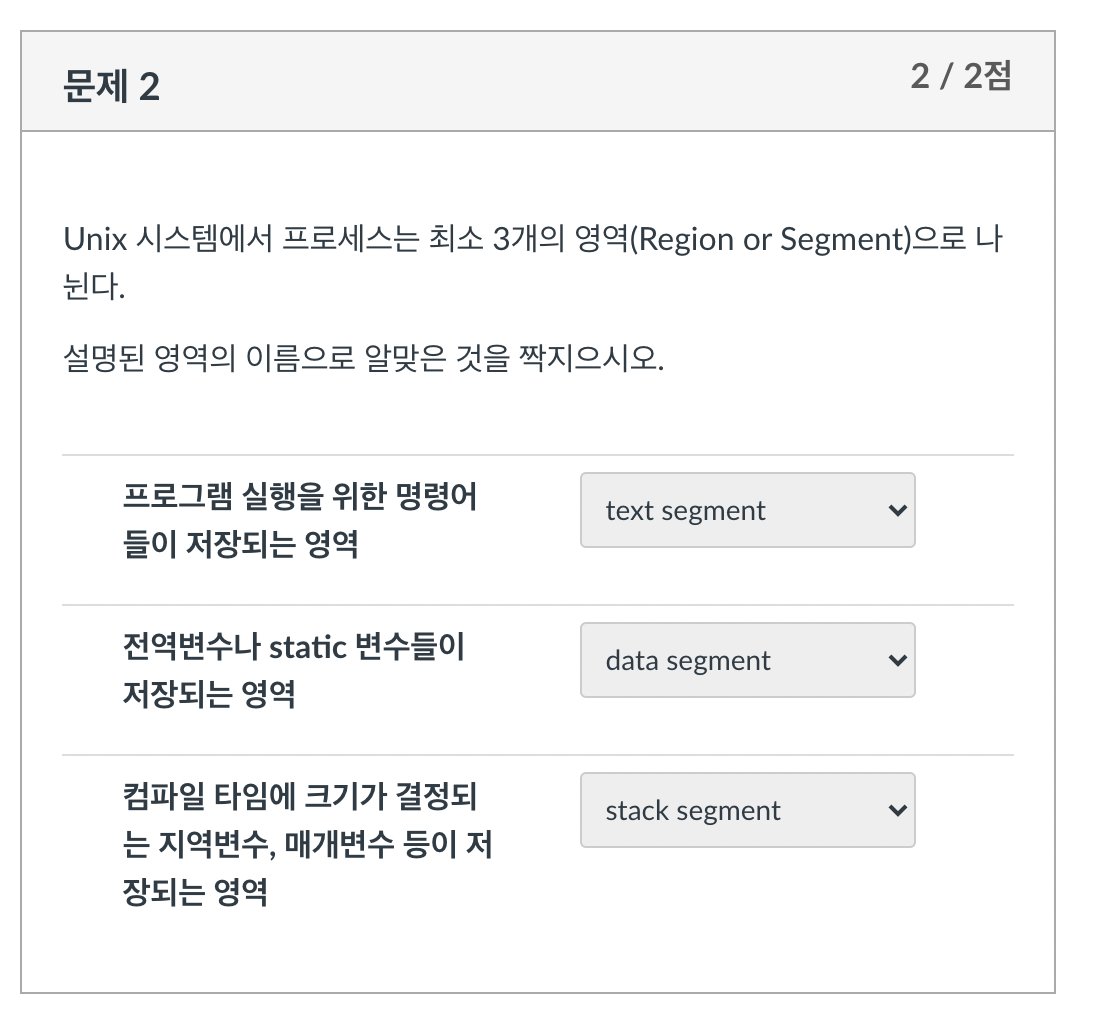 문제 2
2 / 2점
Unix 시스템에서 프로세스는 최소 3개의 영역(Region or Segment)으로 나
뉜다.
설명된 영역의 이름으로 알맞은 것을 짝지으시오.
프로그램 실행을 위한 명령어
들이 저장되는 영역
text segment
전역변수나 static 변수들이
저장되는 영역
data segment
컴파일 타임에 크기가 결정되
는 지역변수, 매개변수 등이 저
장되는 영역
stack segment